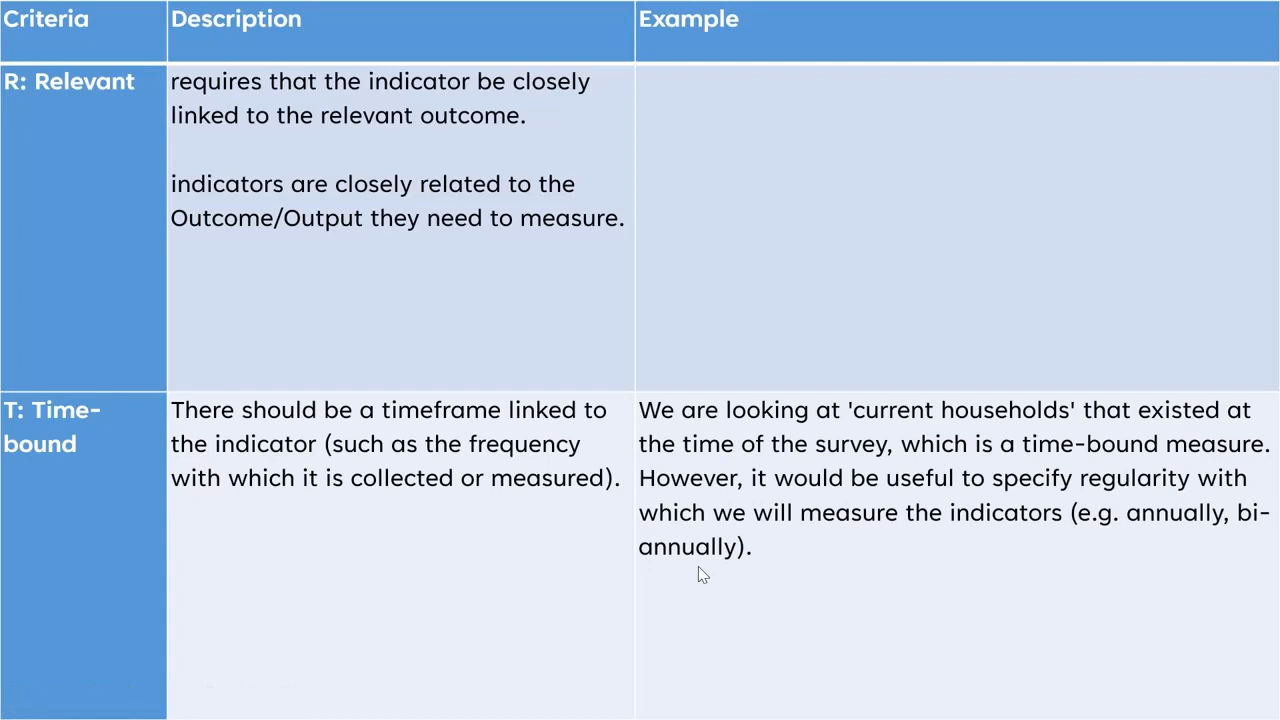 Criteria
Description
Example
R: Relevant
requires that the indicator be closely
linked to the relevant outcome.
indicators are closely related to the
Outcome/Output they need to measure.
T: Time-
bound
There should be a timeframe linked to
the indicator (such as the frequency
with which it is collected or measured).
We are looking at 'current households' that existed at
the time of the survey, which is a time-bound measure.
However, it would be useful to specify regularity with
which we will measure the indicators (e.g. annually, bi-
annually).